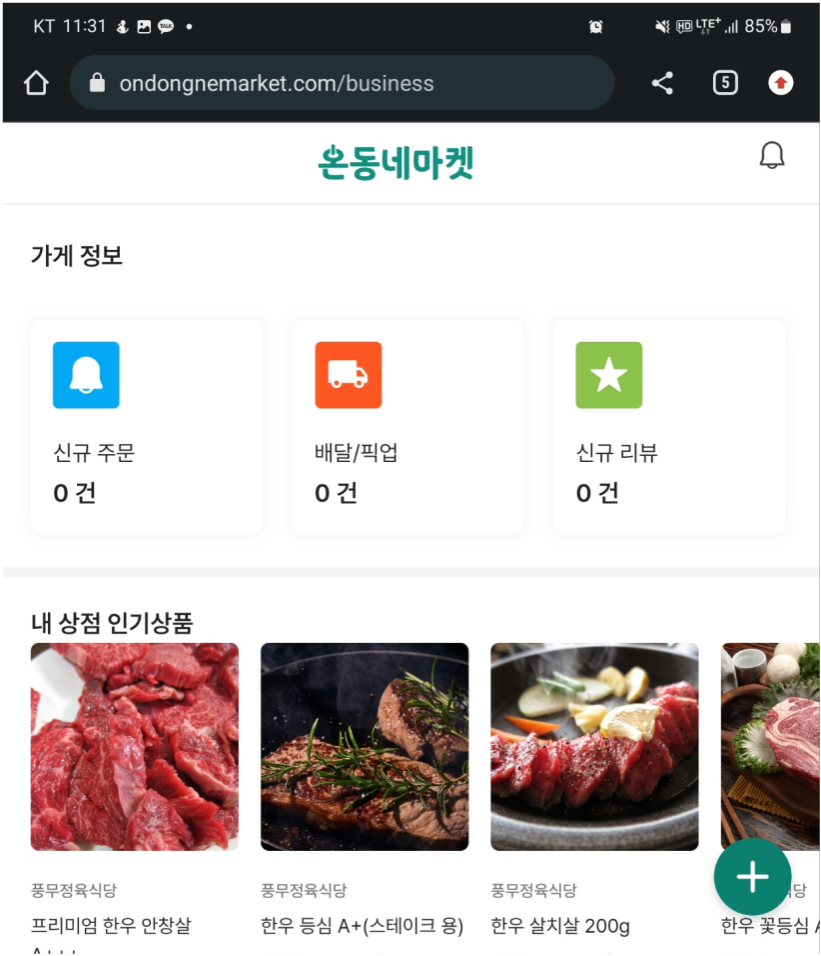 KT 11:31 TALK HD LTE+ 85%
ondongnemarket.com/business 5
온동네마켓
가게 정보
신규 주문 배달/픽업 신규 리뷰
0 건 0 건 0 건
내 상점 인기상품
풍무정육식당 풍무정육식당 풍무정육식당 당
프리미엄 한우 안창살 한우 등심 A+(스테이크 용) 한우 살치살 200g 한우 꽃등심